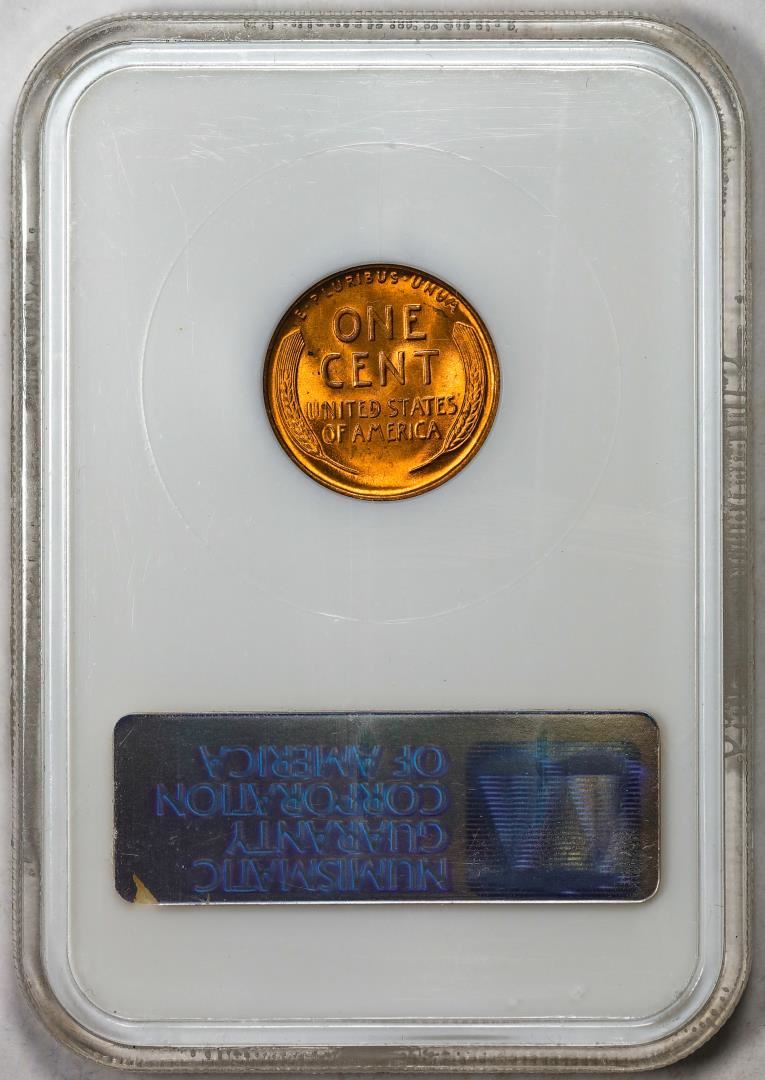 E·PLURIBUS·UNUM
ONE
CENT
UNITED STATES
OF AMERICA
NUMISMATIC
GUARANTY
CORPORATION
OF AMERICA